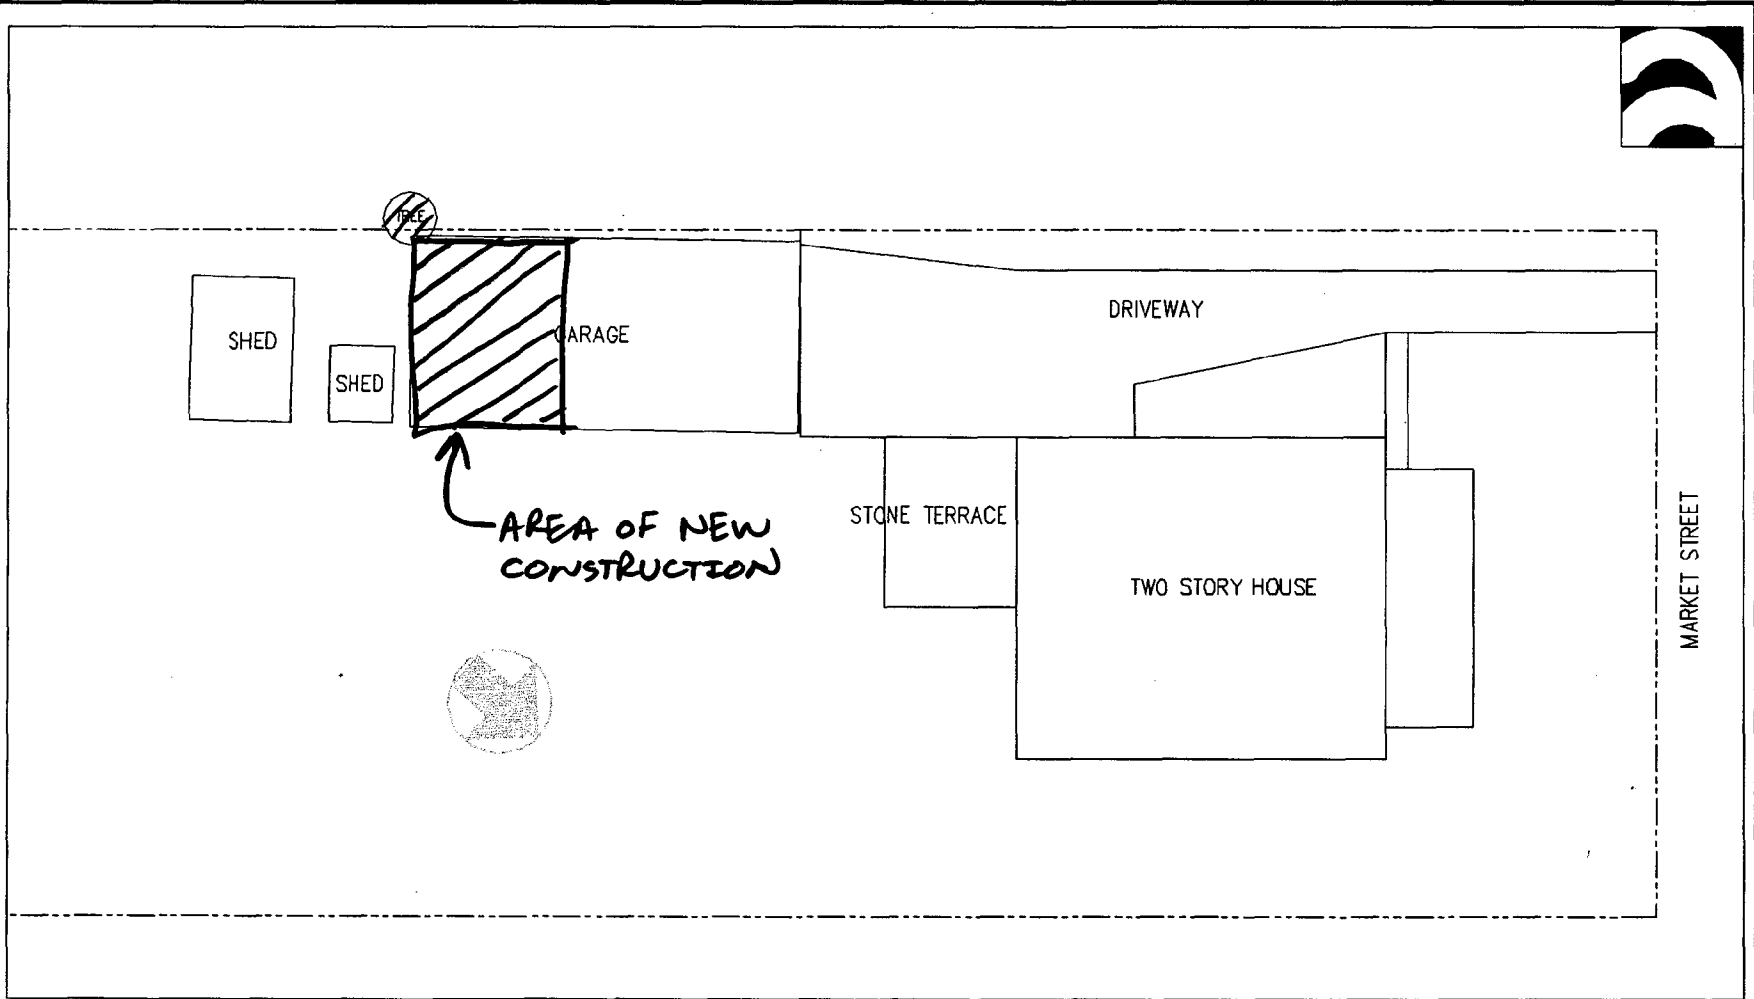 TREE
DRIVEWAY
GARAGE
SHED
SHED
AREA OF NEW
CONSTRUCTION
STONE TERRACE
TWO STORY HOUSE
MARKET STREET